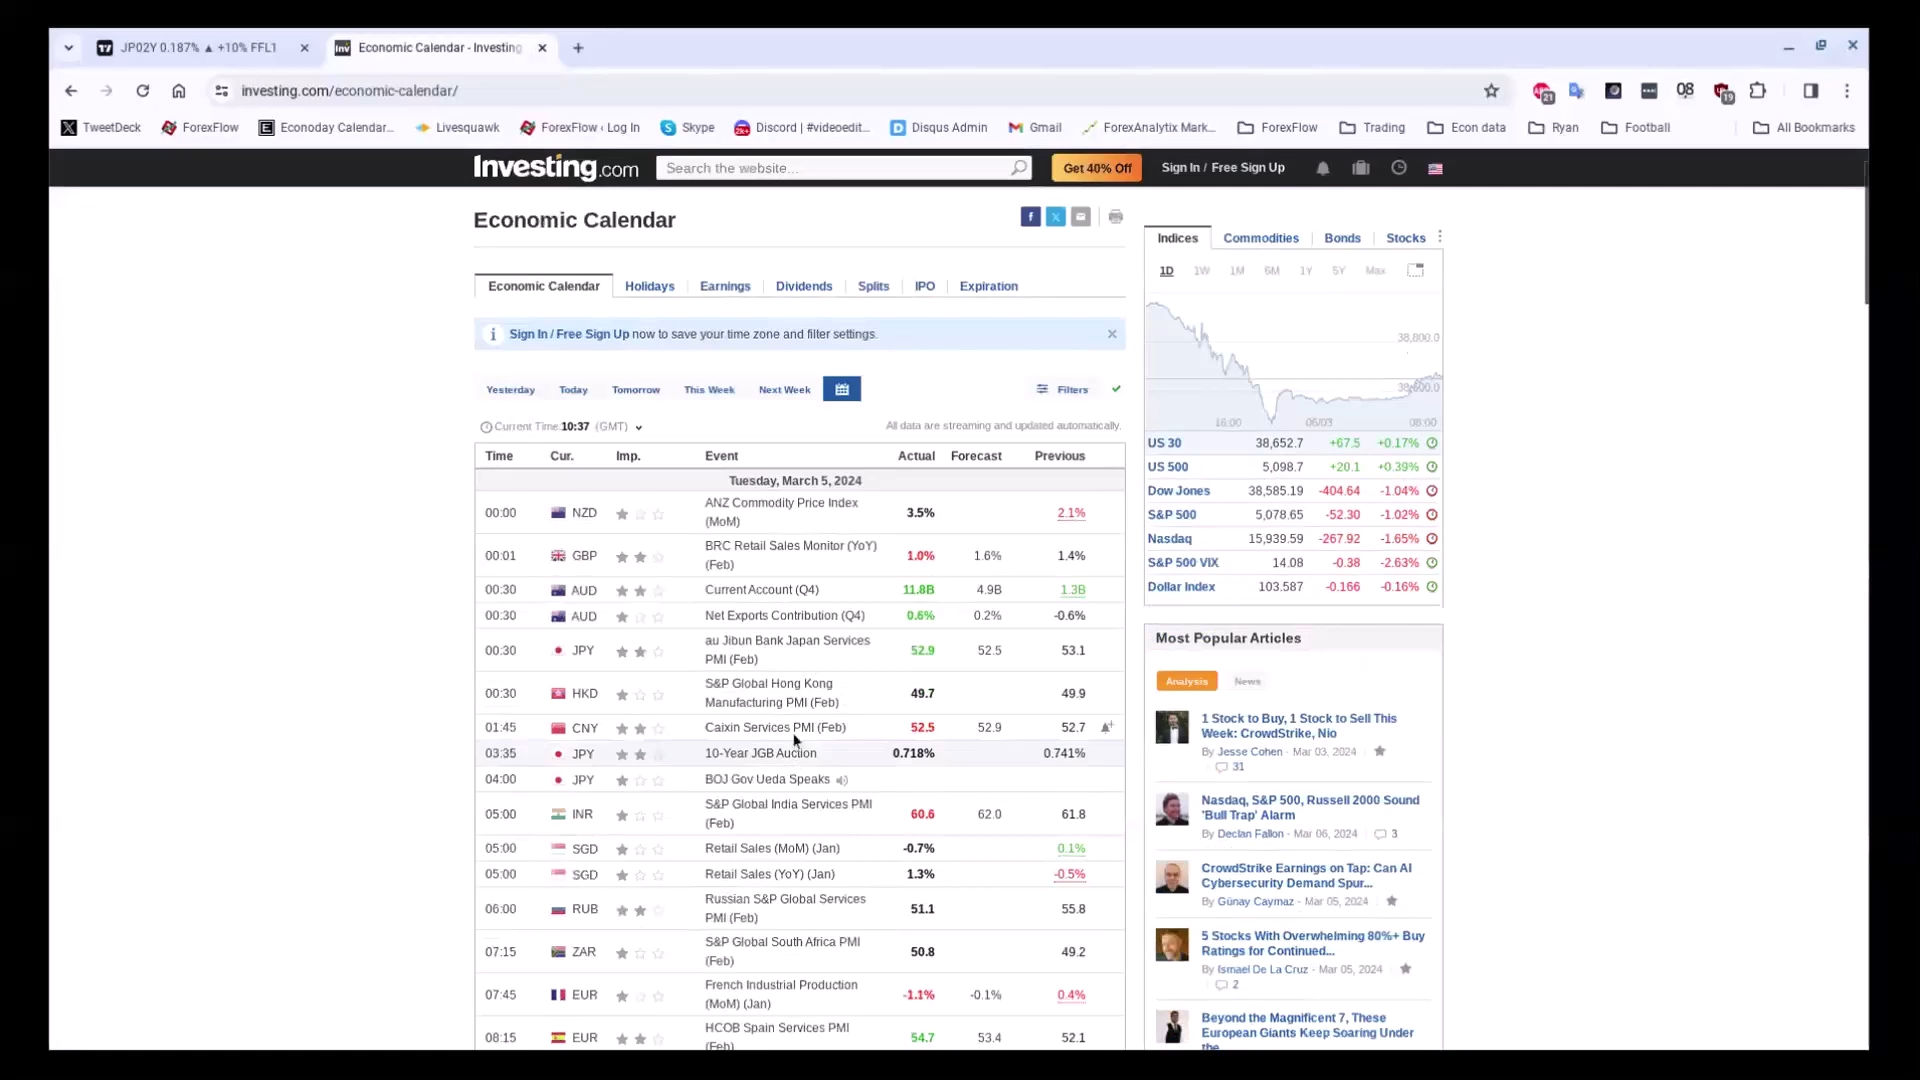 JP02Y 0.187% ▲ +10% FFL1
Economic Calendar - Investing
investing.com/economic-calendar/
21
08
19
TweetDeck
ForexFlow
Econoday Calendar...
Livesquawk
ForexFlow ‹ Log In
Skype
Discord | #videoedit...
Disqus Admin
Gmail
ForexAnalytix Mark...
ForexFlow
Trading
Econ data
Ryan
Football
All Bookmarks
Investing.com
Search the website...
Get 40% Off
Sign In / Free Sign Up
Economic Calendar
Economic Calendar Holidays Earnings Dividends Splits IPO Expiration
Sign In / Free Sign Up now to save your time zone and filter settings.
Yesterday Today Tomorrow This Week Next Week Filters
Current Time: 10:37 (GMT)
All data are streaming and updated automatically.
Time Cur. Imp. Event Actual Forecast Previous
Tuesday, March 5, 2024
00:00 NZD ANZ Commodity Price Index (MoM) 3.5% 2.1%
00:01 GBP BRC Retail Sales Monitor (YoY) (Feb) 1.0% 1.6% 1.4%
00:30 AUD Current Account (Q4) 11.8B 4.9B 1.3B
00:30 AUD Net Exports Contribution (Q4) 0.6% 0.2% -0.6%
00:30 JPY au Jibun Bank Japan Services PMI (Feb) 52.9 52.5 53.1
00:30 HKD S&P Global Hong Kong Manufacturing PMI (Feb) 49.7 49.9
01:45 CNY Caixin Services PMI (Feb) 52.5 52.9 52.7
03:35 JPY 10-Year JGB Auction 0.718% 0.741%
04:00 JPY BOJ Gov Ueda Speaks
05:00 INR S&P Global India Services PMI (Feb) 60.6 62.0 61.8
05:00 SGD Retail Sales (MoM) (Jan) -0.7% 0.1%
05:00 SGD Retail Sales (YoY) (Jan) 1.3% -0.5%
06:00 RUB Russian S&P Global Services PMI (Feb) 51.1 55.8
07:15 ZAR S&P Global South Africa PMI (Feb) 50.8 49.2
07:45 EUR French Industrial Production (MoM) (Jan) -1.1% -0.1% 0.4%
08:15 EUR HCOB Spain Services PMI (Feb) 54.7 53.4 52.1
Indices Commodities Bonds Stocks
1D 1W 1M 6M 1Y 5Y Max
38,800.0
38,600.0
16:00 06/03 08:00
US 30 38,652.7 +67.5 +0.17%
US 500 5,098.7 +20.1 +0.39%
Dow Jones 38,585.19 -404.64 -1.04%
S&P 500 5,078.65 -52.30 -1.02%
Nasdaq 15,939.59 -267.92 -1.65%
S&P 500 VIX 14.08 -0.38 -2.63%
Dollar Index 103.587 -0.166 -0.16%
Most Popular Articles
Analysis News
1 Stock to Buy, 1 Stock to Sell This
Week: CrowdStrike, Nio
By Jesse Cohen - Mar 03, 2024
31
Nasdaq, S&P 500, Russell 2000 Sound
'Bull Trap' Alarm
By Declan Fallon - Mar 06, 2024 3
CrowdStrike Earnings on Tap: Can AI
Cybersecurity Demand Spur...
By Günay Caymaz - Mar 05, 2024
5 Stocks With Overwhelming 80%+ Buy
Ratings for Continued...
By Ismael De La Cruz - Mar 05, 2024
2
Beyond the Magnificent 7, These
European Giants Keep Soaring Under
the